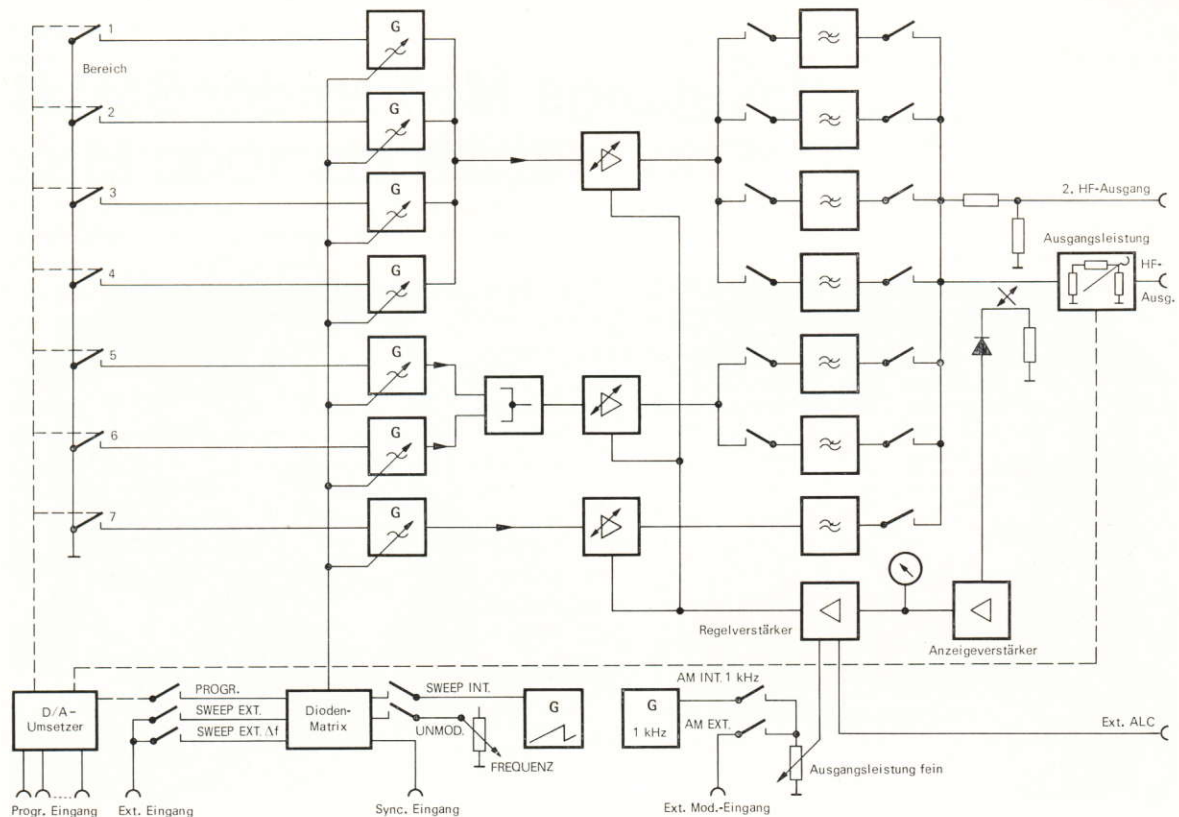 1
G
Bereich
2
G
3
G
2. HF-Ausgang
Ausgangsleistung
4
G
HF-
Ausg.
5
G
6
G
7
G
Regelverstärker
Anzeigeverstärker
D/A-
Umsetzer
PROGR.
SWEEP EXT.
SWEEP EXT. Δf
Dioden-
Matrix
SWEEP INT.
UNMOD.
FREQUENZ
G
G
1 kHz
AM INT. 1 kHz
AM EXT.
Ext. ALC
Ausgangsleistung fein
Progr. Eingang
Ext. Eingang
Sync. Eingang
Ext. Mod.-Eingang